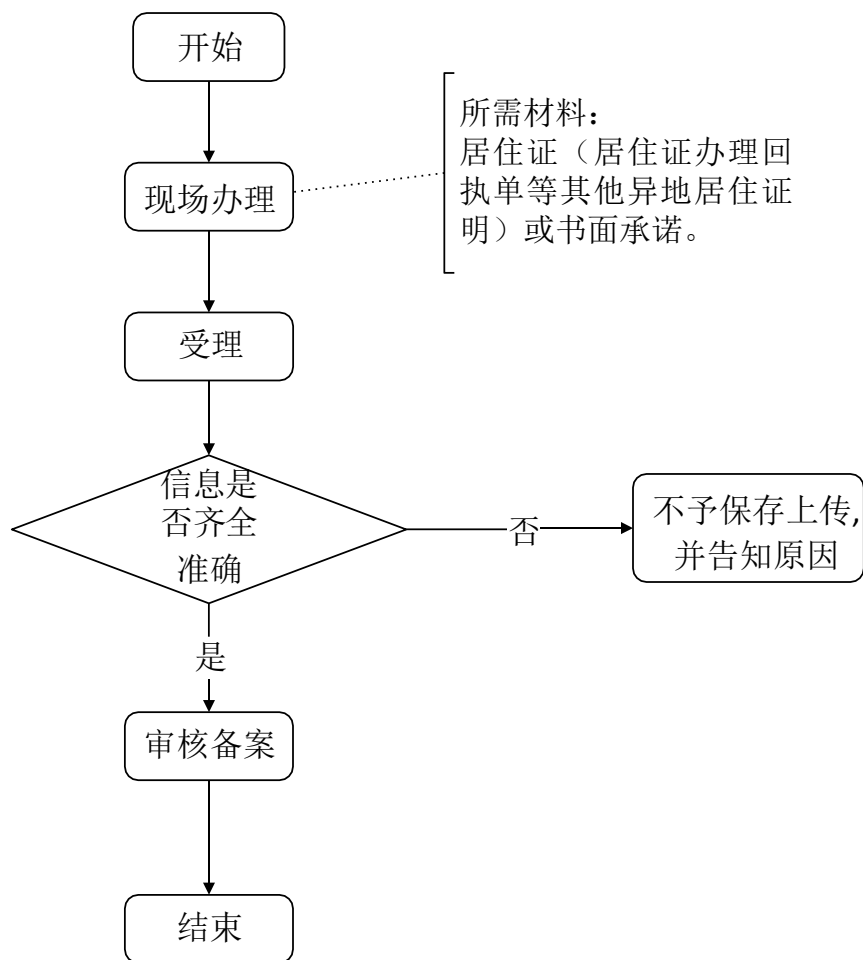 开始
所需材料：
居住证（居住证办理回
执单等其他异地居住证
明）或书面承诺。
现场办理
受理
信息是
否齐全
准确
否
不予保存上传,
并告知原因
是
审核备案
结束